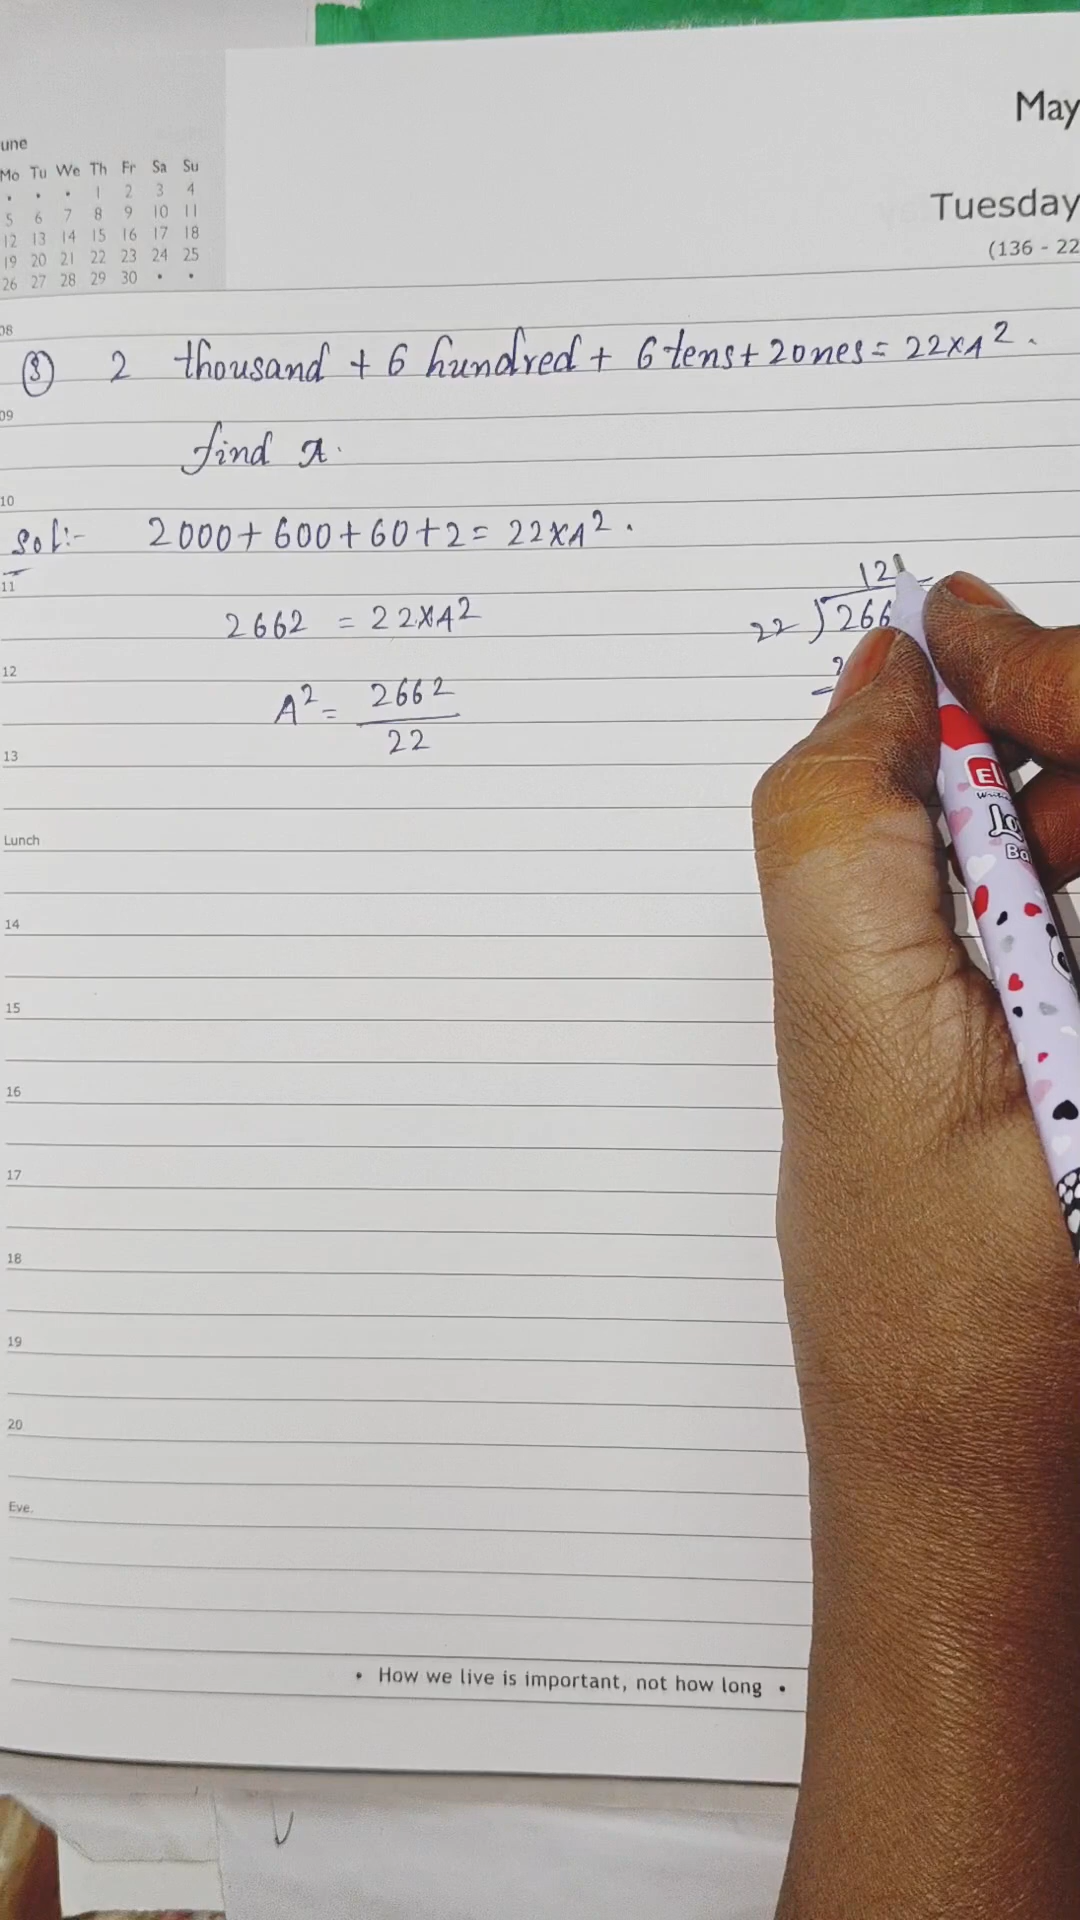 May
Tuesday
(136 - 22
une
Mo Tu We Th Fr Sa Su
• • • 1 2 3 4
5 6 7 8 9 10 11
12 13 14 15 16 17 18
19 20 21 22 23 24 25
26 27 28 29 30 • •
08
③ 2 thousand + 6 hundred + 6 tens + 2 ones = 22×A².
09
find A.
10
Sol:- 2000 + 600 + 60 + 2 = 22×A².
11
2662 = 22×A²
12
22 ) 266
A² = 2662 / 22
13
Lunch
14
15
16
17
18
19
20
Eve.
• How we live is important, not how long •